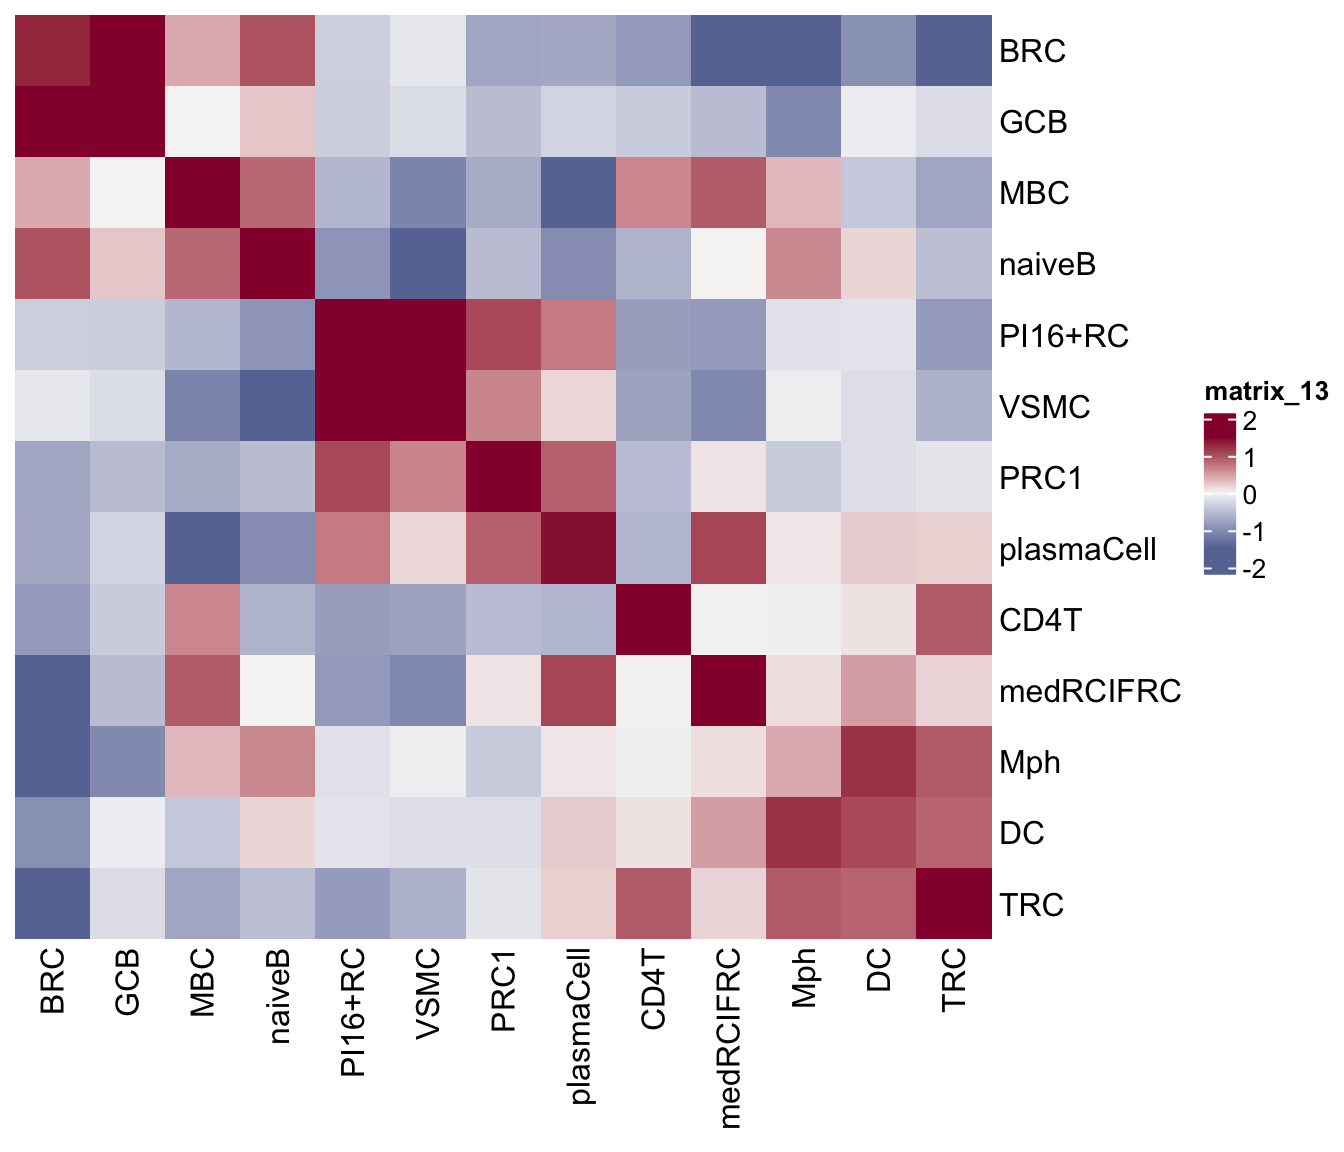 BRC
GCB
MBC
naiveB
PI16+RC
VSMC
PRC1
plasmaCell
CD4T
medRCIFRC
Mph
DC
TRC
matrix_13
2
1
0
-1
-2
BRC
GCB
MBC
naiveB
PI16+RC
VSMC
PRC1
plasmaCell
CD4T
medRCIFRC
Mph
DC
TRC